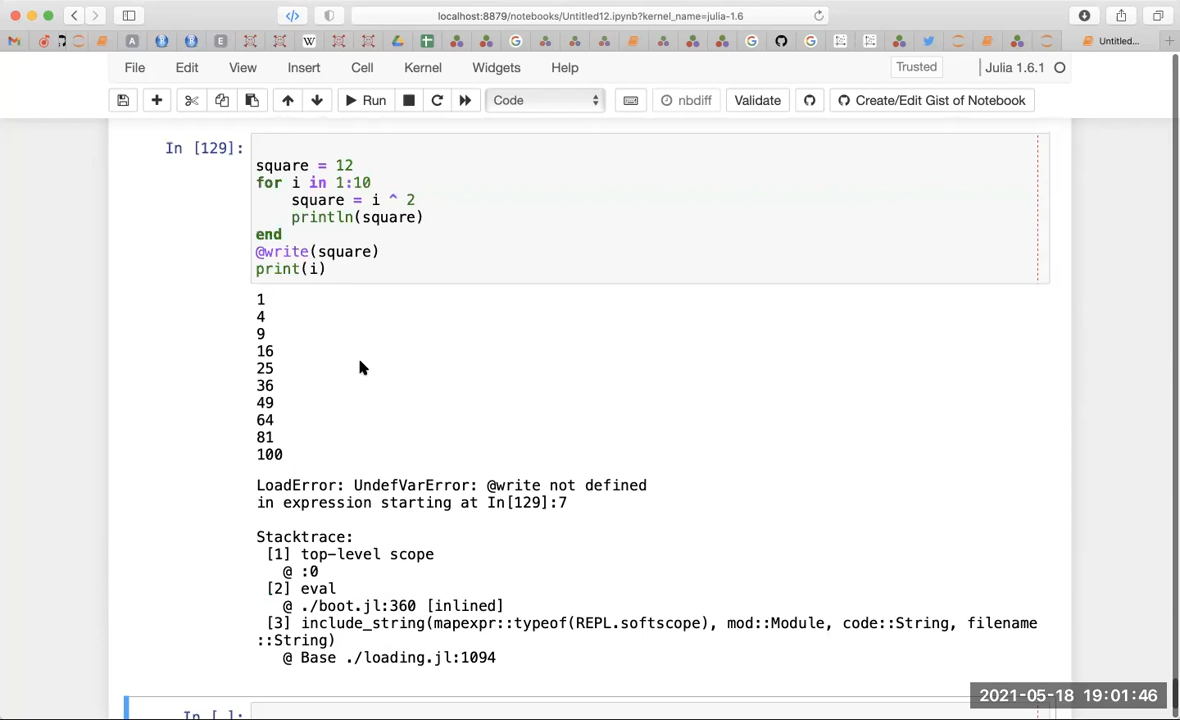 localhost:8879/notebooks/Untitled12.ipynb?kernel_name=julia-1.6
Untitled...
File Edit View Insert Cell Kernel Widgets Help Trusted Julia 1.6.1
Run Code nbdiff Validate Create/Edit Gist of Notebook
In [129]:
square = 12
for i in 1:10
    square = i ^ 2
    println(square)
end
@write(square)
print(i)
1
4
9
16
25
36
49
64
81
100
LoadError: UndefVarError: @write not defined
in expression starting at In[129]:7
Stacktrace:
 [1] top-level scope
   @ :0
 [2] eval
   @ ./boot.jl:360 [inlined]
 [3] include_string(mapexpr::typeof(REPL.softscope), mod::Module, code::String, filename
::String)
   @ Base ./loading.jl:1094
In [ ]:
2021-05-18 19:01:46